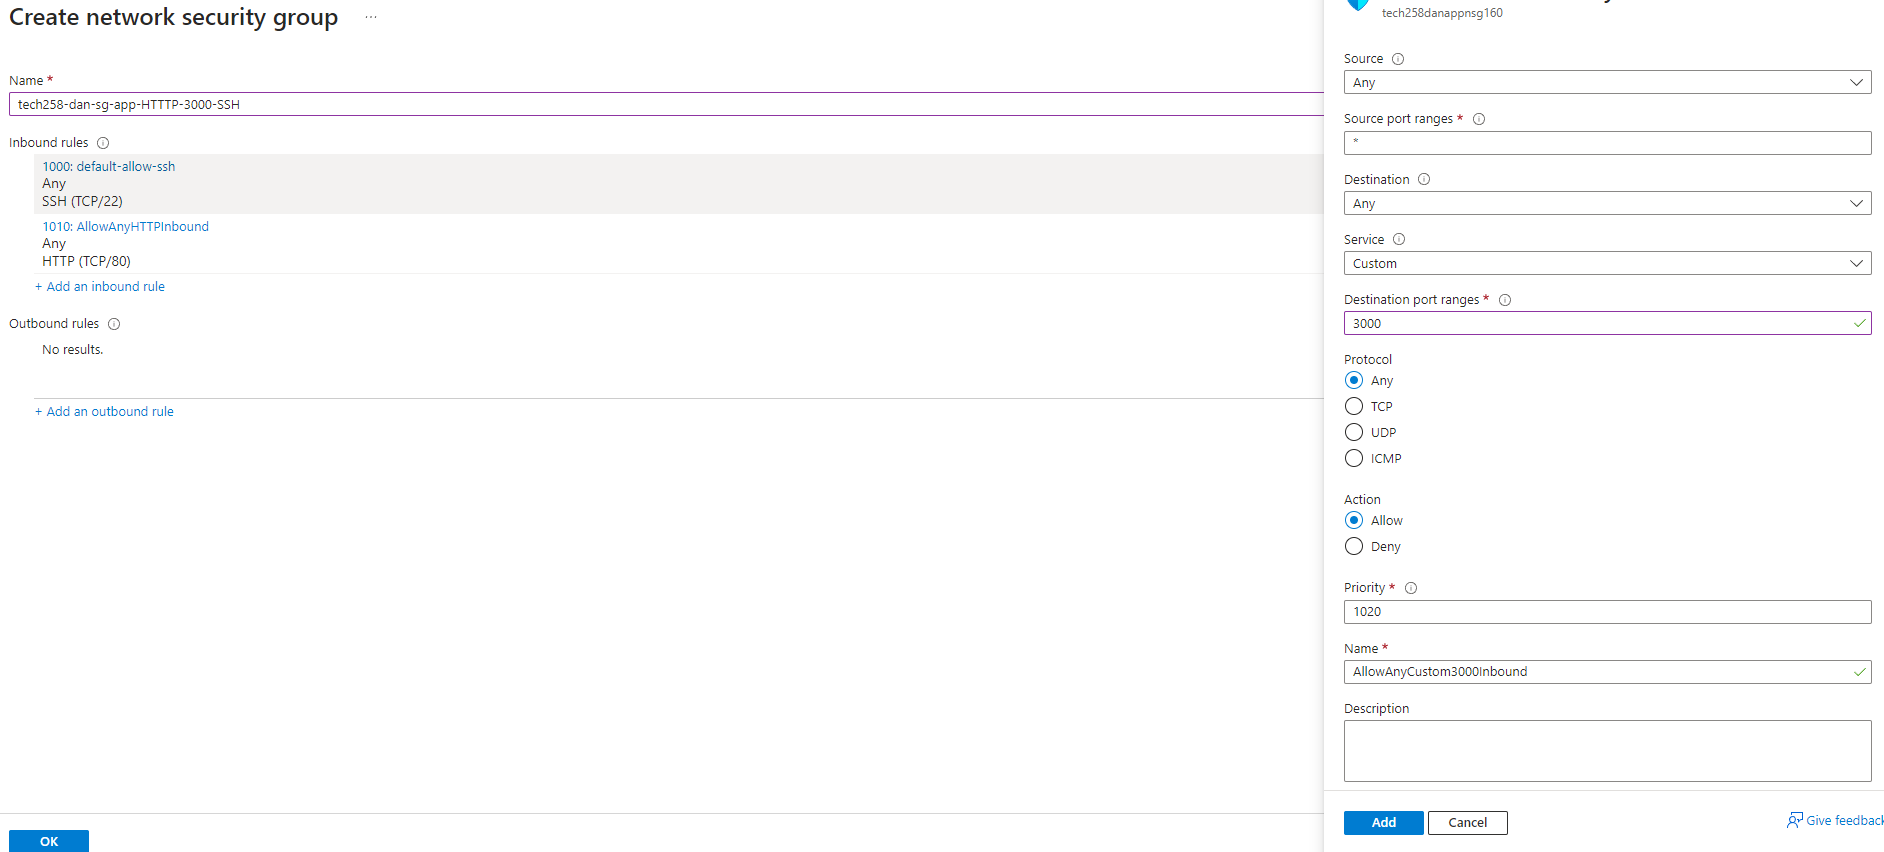 Create network security group
...
Name *
tech258-dan-sg-app-HTTTP-3000-SSH
Inbound rules
1000: default-allow-ssh
Any
SSH (TCP/22)
1010: AllowAnyHTTPInbound
Any
HTTP (TCP/80)
+ Add an inbound rule
Outbound rules
No results.
+ Add an outbound rule
OK
tech258danappnsg160
Source
Any
Source port ranges *
*
Destination
Any
Service
Custom
Destination port ranges *
3000
Protocol
Any
TCP
UDP
ICMP
Action
Allow
Deny
Priority *
1020
Name *
AllowAnyCustom3000Inbound
Description
Add
Cancel
Give feedback